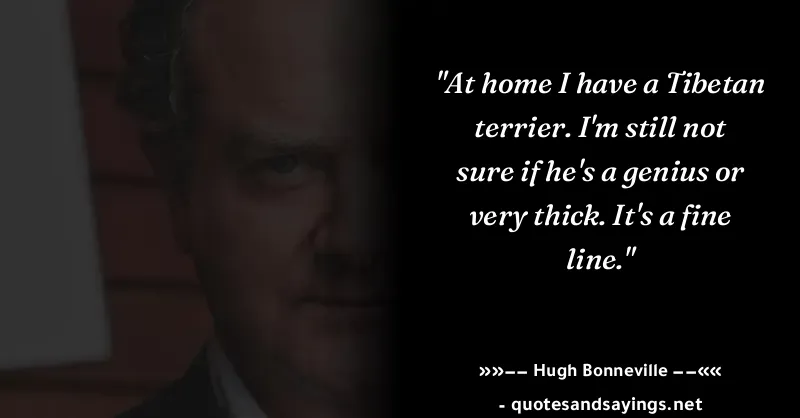 "At home I have a Tibetan
terrier. I'm still not
sure if he's a genius or
very thick. It's a fine
line."
»»−− Hugh Bonneville −−««
- quotesandsayings.net